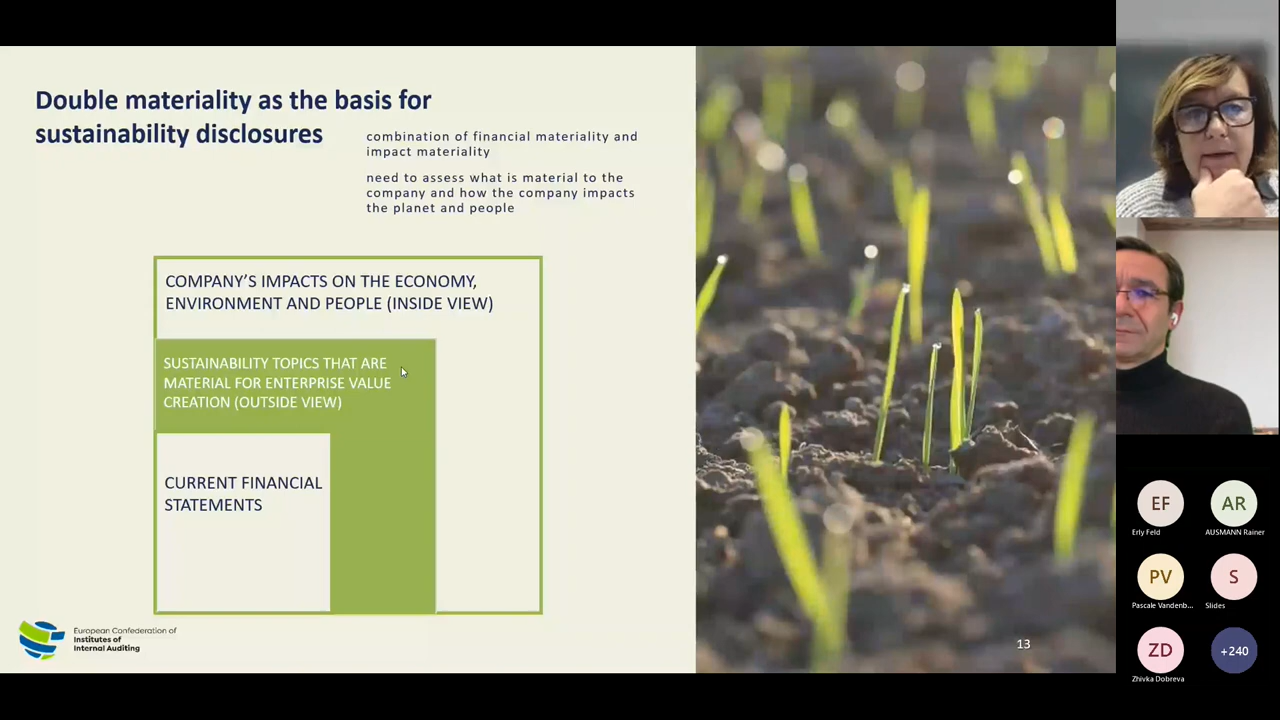 Double materiality as the basis for
sustainability disclosures
combination of financial materiality and
impact materiality
need to assess what is material to the
company and how the company impacts
the planet and people
COMPANY'S IMPACTS ON THE ECONOMY,
ENVIRONMENT AND PEOPLE (INSIDE VIEW)
SUSTAINABILITY TOPICS THAT ARE
MATERIAL FOR ENTERPRISE VALUE
CREATION (OUTSIDE VIEW)
CURRENT FINANCIAL
STATEMENTS
European Confederation of
Institutes of
Internal Auditing
13
EF
AR
Erly Feld
AUSMANN Rainer
PV
S
Pascale Vandenb...
Slides
ZD
+240
Zhivka Dobreva